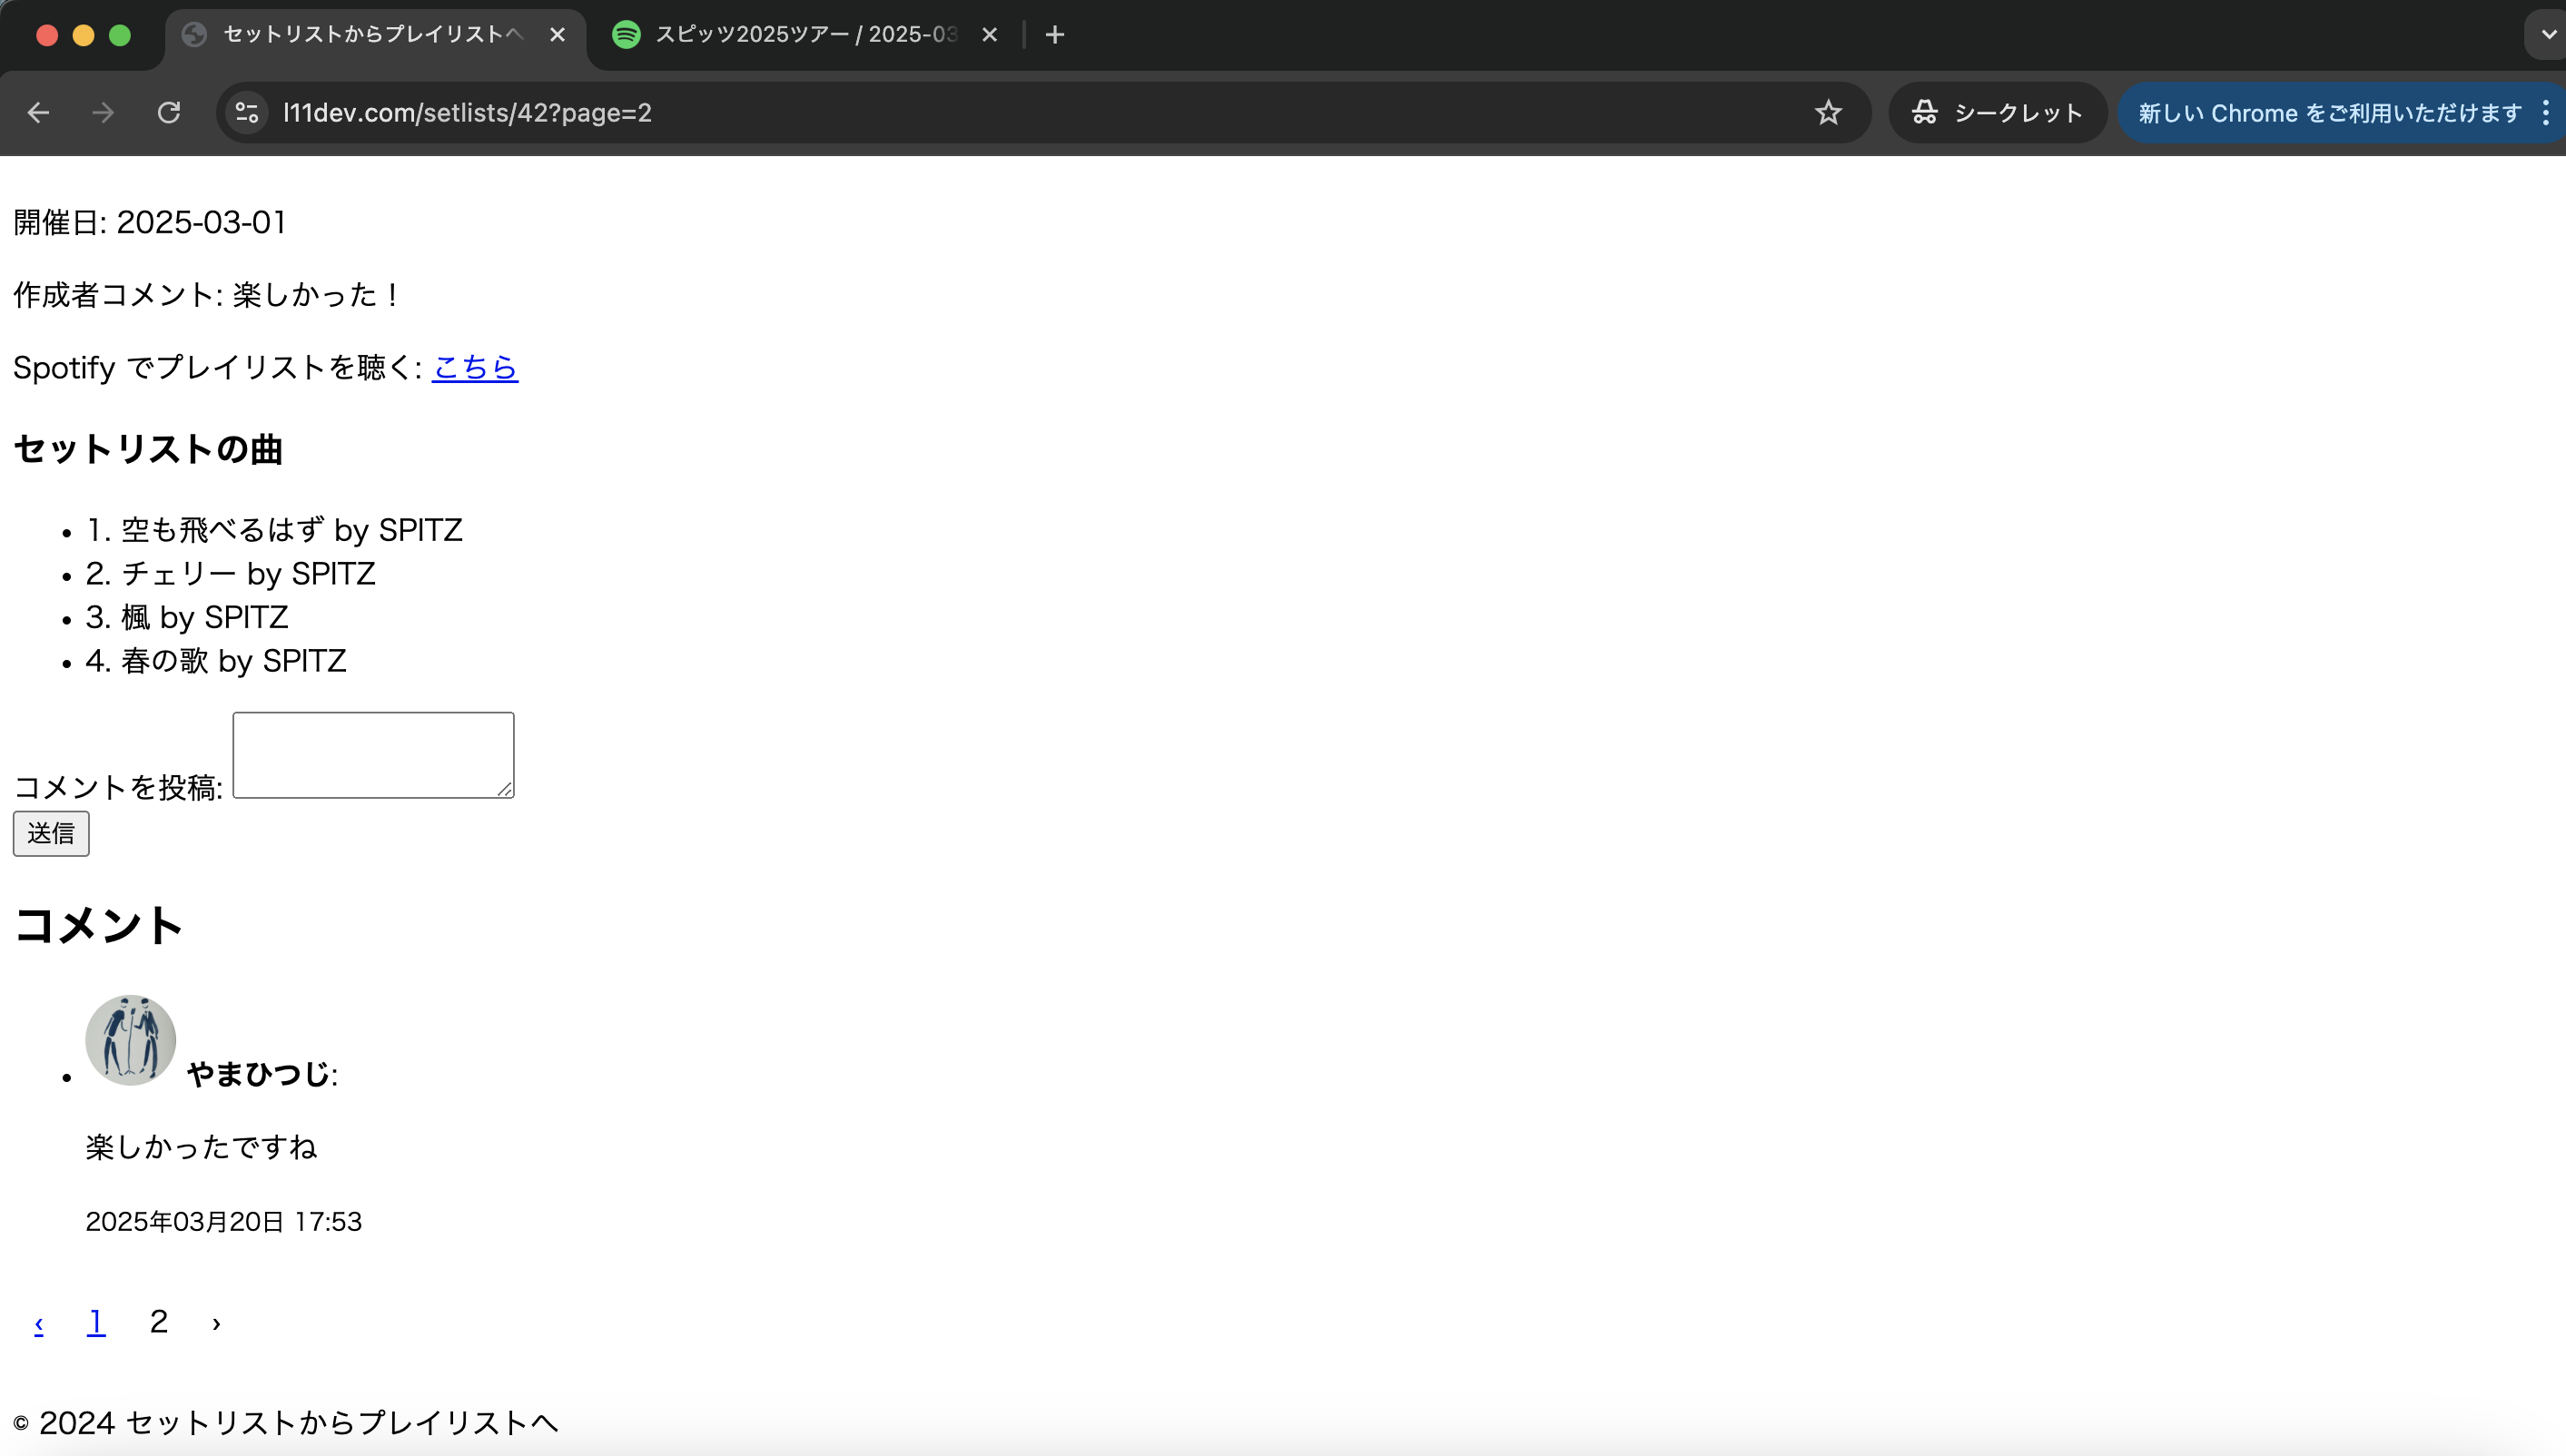 セットリストからプレイリストへ
スピッツ2025ツアー / 2025-03
l11dev.com/setlists/42?page=2
シークレット
新しい Chrome をご利用いただけます
開催日: 2025-03-01
作成者コメント: 楽しかった！
Spotify でプレイリストを聴く: こちら
セットリストの曲
• 1. 空も飛べるはず by SPITZ
• 2. チェリー by SPITZ
• 3. 楓 by SPITZ
• 4. 春の歌 by SPITZ
コメントを投稿:
送信
コメント
• やまひつじ:
楽しかったですね
2025年03月20日 17:53
‹ 1 2 ›
© 2024 セットリストからプレイリストへ